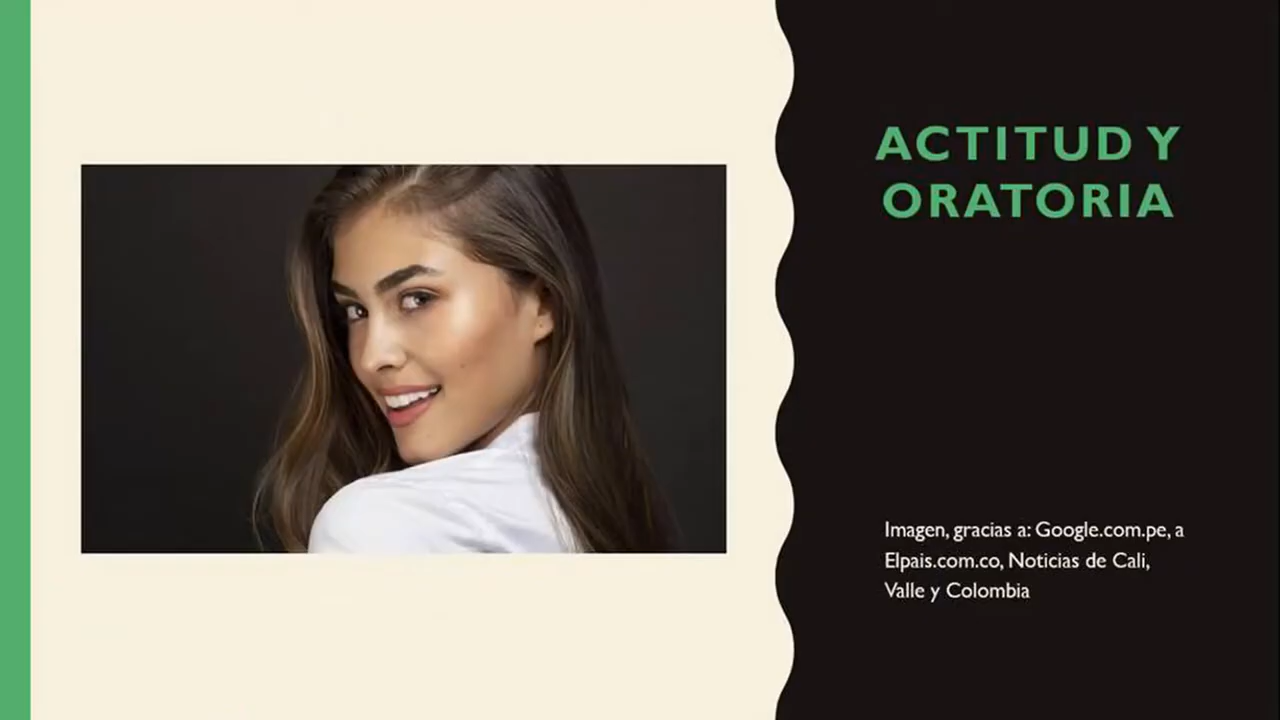 ACTITUD Y
ORATORIA
Imagen, gracias a: Google.com.pe, a
Elpais.com.co, Noticias de Cali,
Valle y Colombia